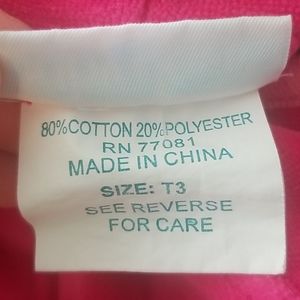 80%COTTON 20%POLYESTER
RN 77081
MADE IN CHINA
SIZE: T3
SEE REVERSE
FOR CARE